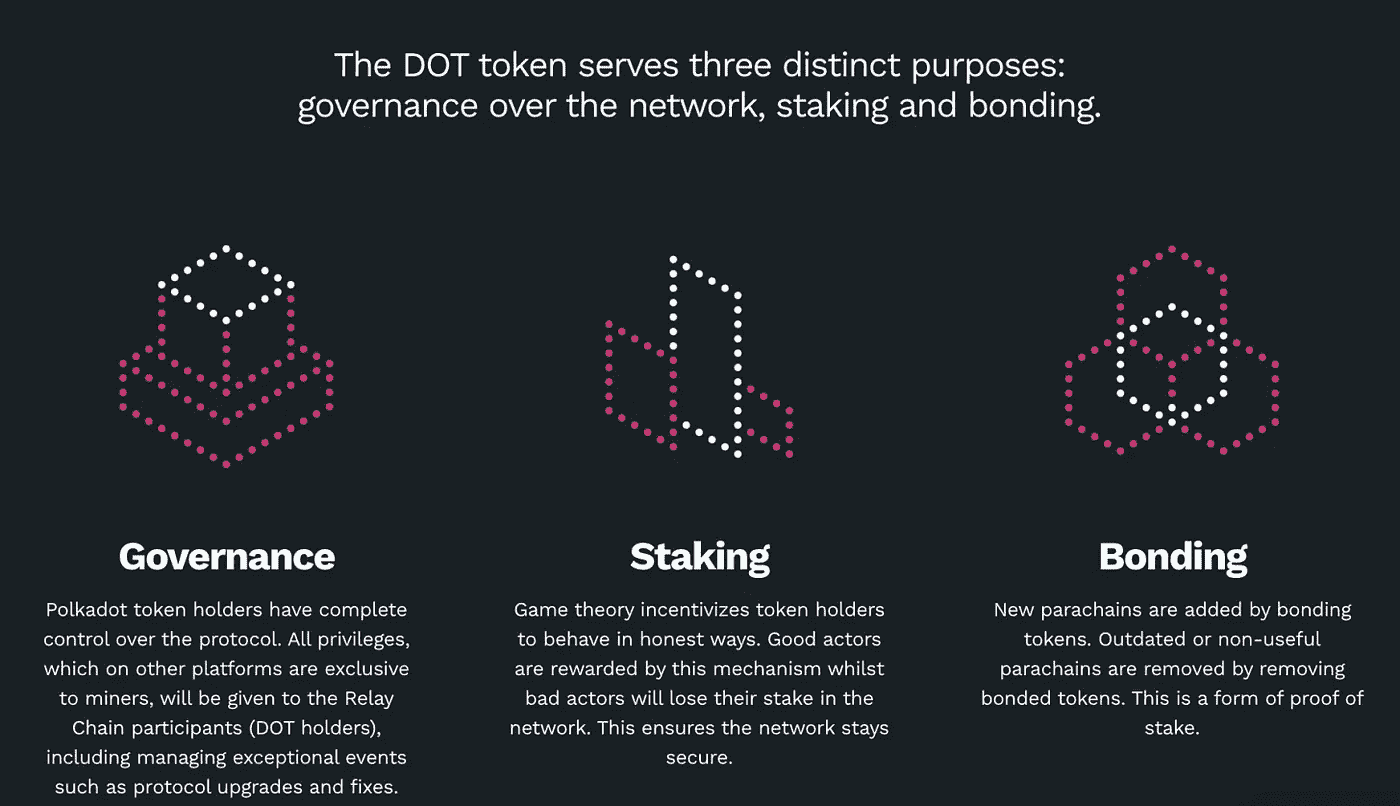 The DOT token serves three distinct purposes:
governance over the network, staking and bonding.
Governance
Polkadot token holders have complete
control over the protocol. All privileges,
which on other platforms are exclusive
to miners, will be given to the Relay
Chain participants (DOT holders),
including managing exceptional events
such as protocol upgrades and fixes.
Staking
Game theory incentivizes token holders
to behave in honest ways. Good actors
are rewarded by this mechanism whilst
bad actors will lose their stake in the
network. This ensures the network stays
secure.
Bonding
New parachains are added by bonding
tokens. Outdated or non-useful
parachains are removed by removing
bonded tokens. This is a form of proof of
stake.